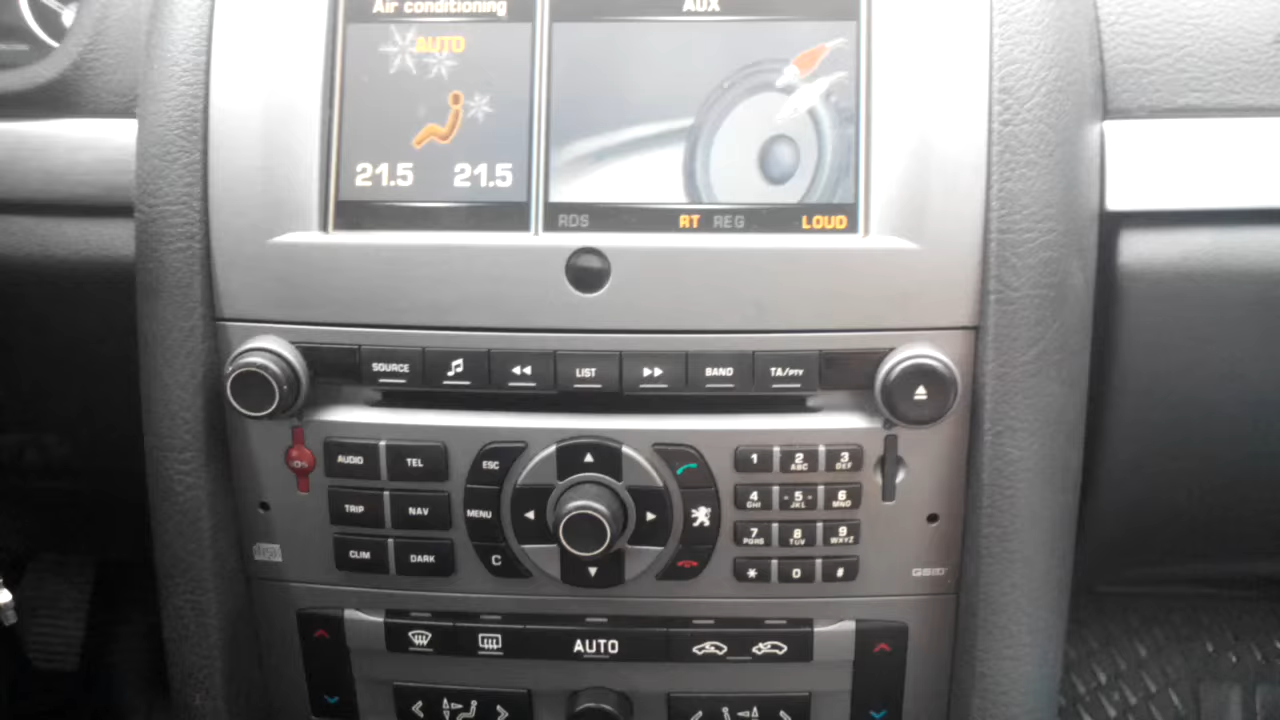 Air conditioning
AUX
AUTO
21.5 21.5
RDS RT REG LOUD
SOURCE LIST BAND TA/PTY
AUDIO TEL ESC 1 2 ABC 3 DEF
SOS
TRIP NAV MENU 4 GHI -5- JKL 6 MNO
CLIM DARK C 7 PQRS 8 TUV 9 WXYZ
* 0 #
AUTO